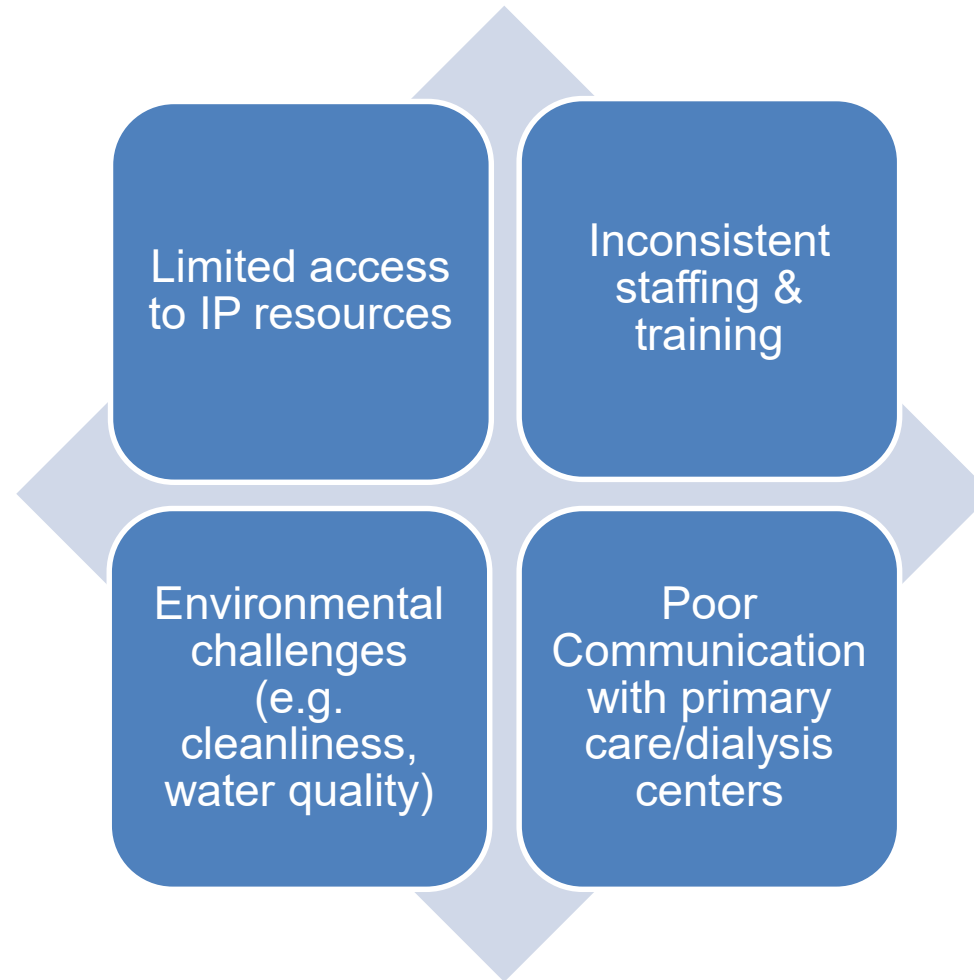 Limited access
to IP resources
Inconsistent
staffing &
training
Environmental
challenges
(e.g.
cleanliness,
water quality)
Poor
Communication
with primary
care/dialysis
centers